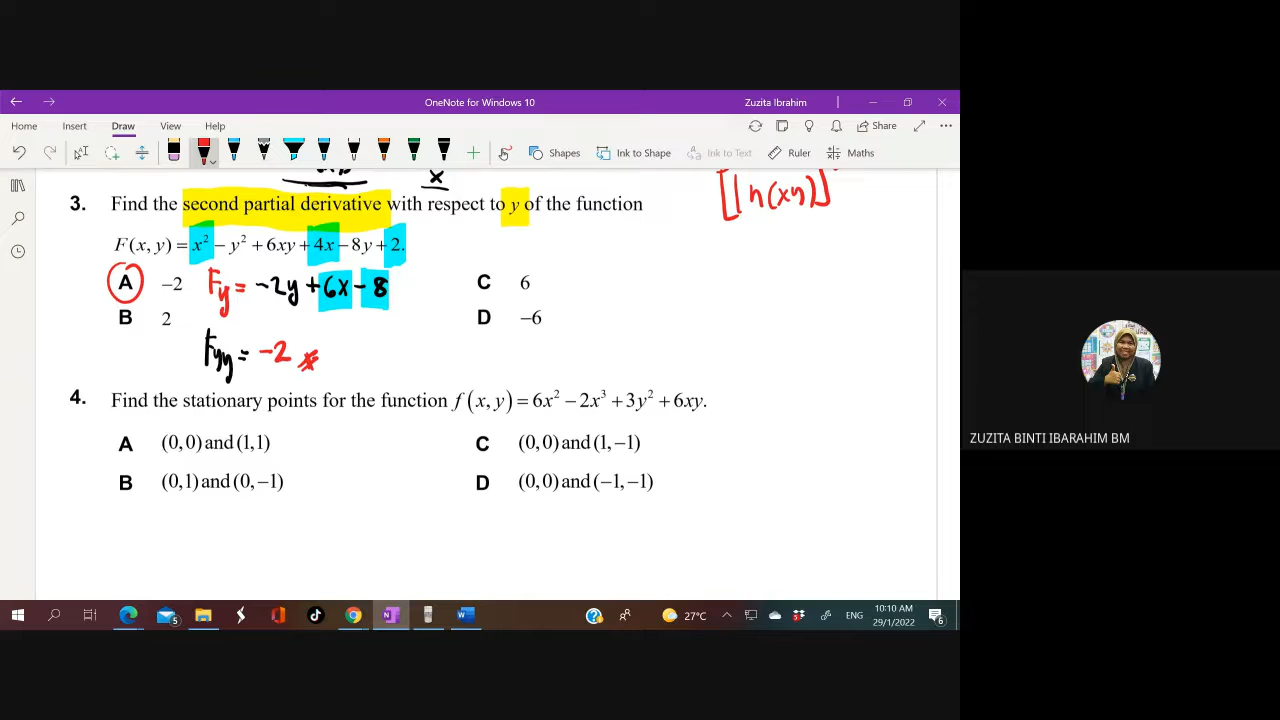 OneNote for Windows 10
Zuzita Ibrahim
Home Insert Draw View Help
Share
Shapes Ink to Shape Ink to Text Ruler Maths
x
[ln(xy)]
3. Find the second partial derivative with respect to y of the function
F(x, y) = x² − y² + 6xy + 4x − 8y + 2.
A −2 Fy = -2y + 6x - 8 C 6
B 2 D −6
Fyy = -2 *
4. Find the stationary points for the function f(x, y) = 6x² − 2x³ + 3y² + 6xy.
A (0,0) and (1,1) C (0,0) and (1,−1)
B (0,1) and (0,−1) D (0,0) and (−1,−1)
ZUZITA BINTI IBARAHIM BM
5 27°C ENG 10:10 AM
29/1/2022 6